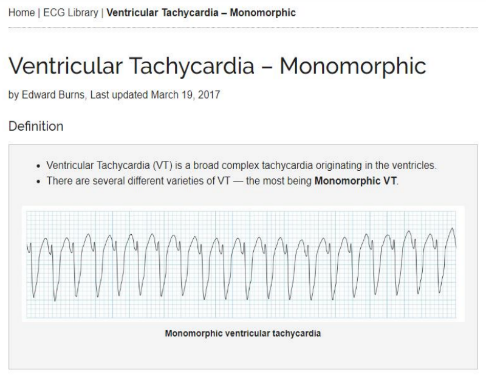 Home | ECG Library | Ventricular Tachycardia – Monomorphic
Ventricular Tachycardia – Monomorphic
by Edward Burns, Last updated March 19, 2017
Definition
• Ventricular Tachycardia (VT) is a broad complex tachycardia originating in the ventricles.
• There are several different varieties of VT — the most being Monomorphic VT.
Monomorphic ventricular tachycardia